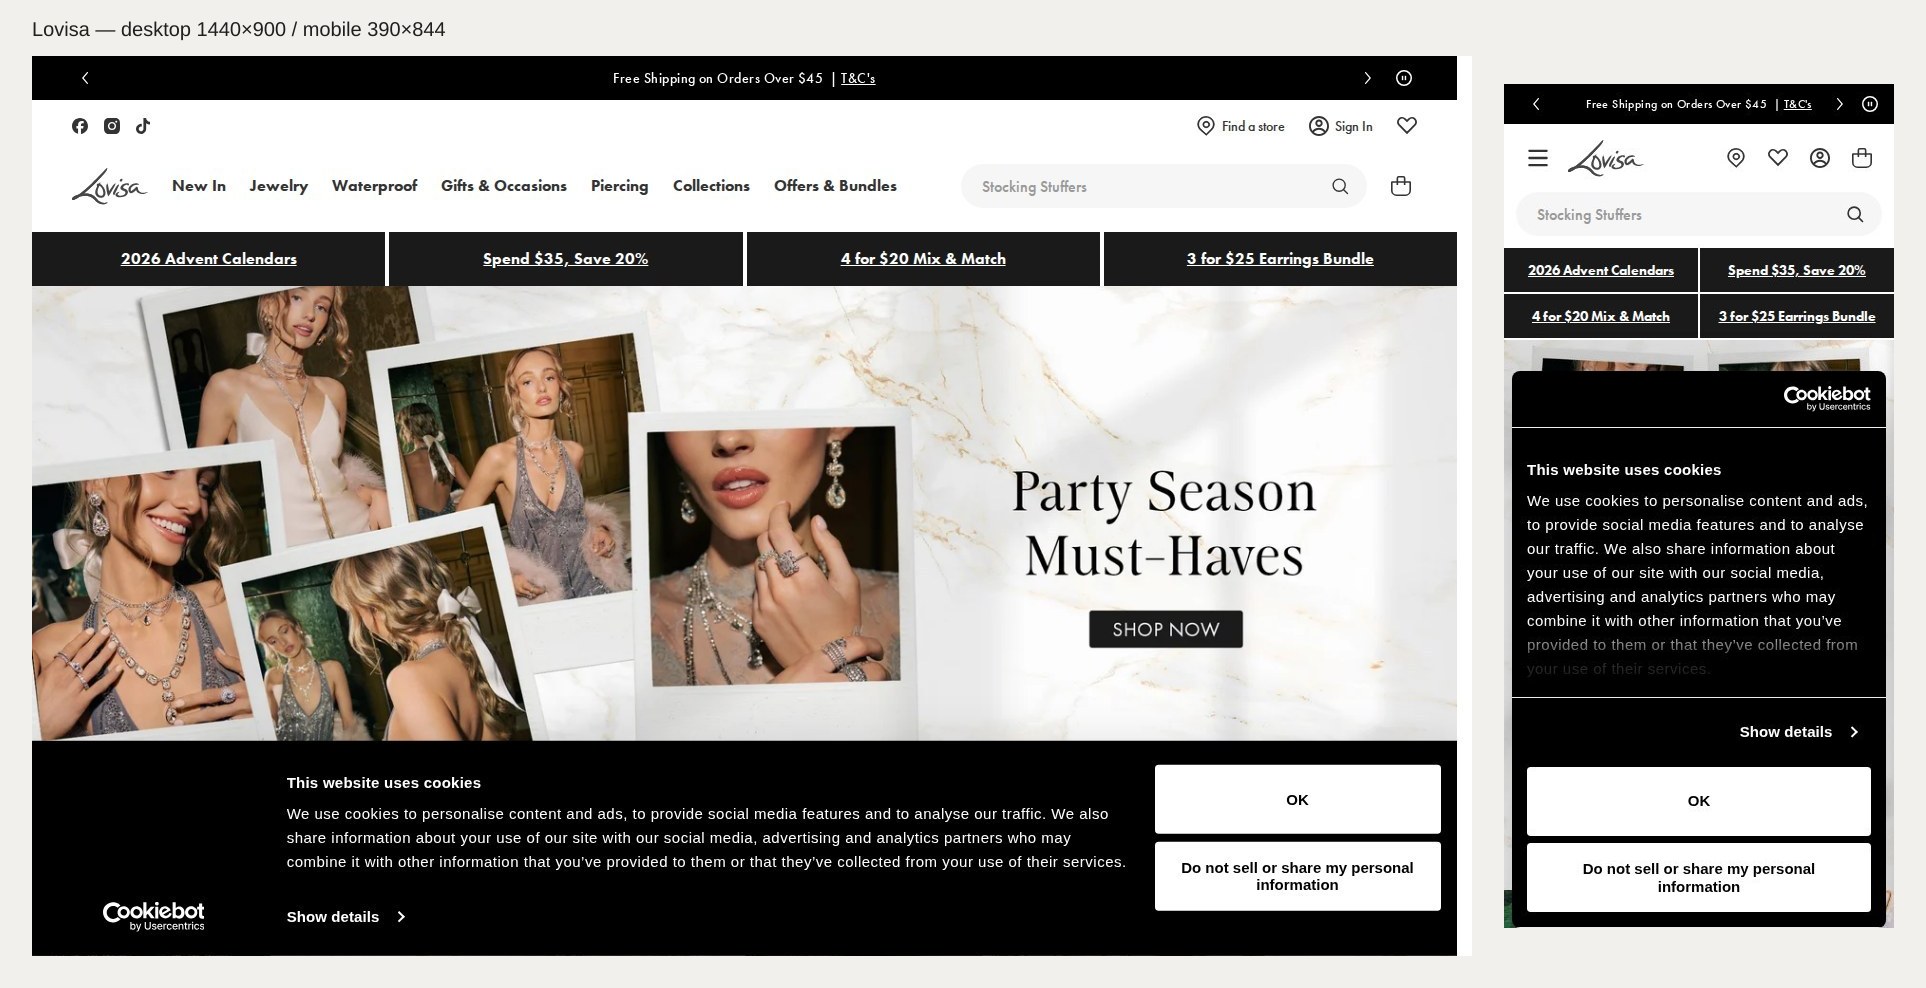 Lovisa — desktop 1440×900 / mobile 390×844
Free Shipping on Orders Over $45 | T&C's
Find a store
Sign In
Lovisa
New In
Jewelry
Waterproof
Gifts & Occasions
Piercing
Collections
Offers & Bundles
Stocking Stuffers
2026 Advent Calendars
Spend $35, Save 20%
4 for $20 Mix & Match
3 for $25 Earrings Bundle
Party Season
Must-Haves
SHOP NOW
This website uses cookies
We use cookies to personalise content and ads, to provide social media features and to analyse our traffic. We also
share information about your use of our site with our social media, advertising and analytics partners who may
combine it with other information that you've provided to them or that they've collected from your use of their services.
Cookiebot
by Usercentrics
Show details
OK
Do not sell or share my personal
information
Free Shipping on Orders Over $45 | T&C's
Lovisa
Stocking Stuffers
2026 Advent Calendars
Spend $35, Save 20%
4 for $20 Mix & Match
3 for $25 Earrings Bundle
Cookiebot
by Usercentrics
This website uses cookies
We use cookies to personalise content and ads,
to provide social media features and to analyse
our traffic. We also share information about
your use of our site with our social media,
advertising and analytics partners who may
combine it with other information that you've
provided to them or that they've collected from
your use of their services.
Show details
OK
Do not sell or share my personal
information